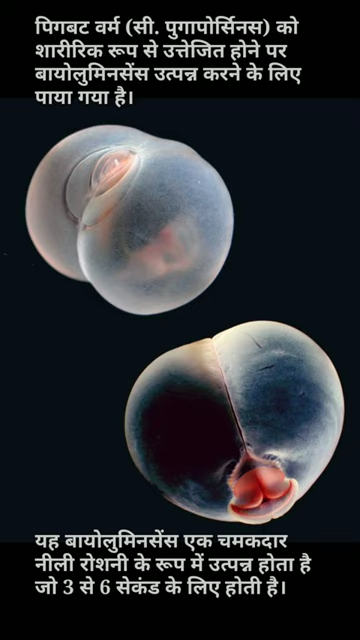 पिगबट वर्म (सी. पुगापोर्सिनस) को
शारीरिक रूप से उत्तेजित होने पर
बायोलुमिनसेंस उत्पन्न करने के लिए
पाया गया है।
यह बायोलुमिनसेंस एक चमकदार
नीली रोशनी के रूप में उत्पन्न होता है
जो 3 से 6 सेकंड के लिए होती है।